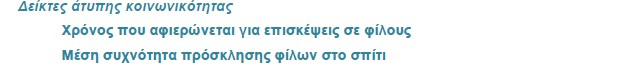 Δείκτες άτυπης κοινωνικότητας
Χρόνος που αφιερώνεται για επισκέψεις σε φίλους
Μέση συχνότητα πρόσκλησης φίλων στο σπίτι